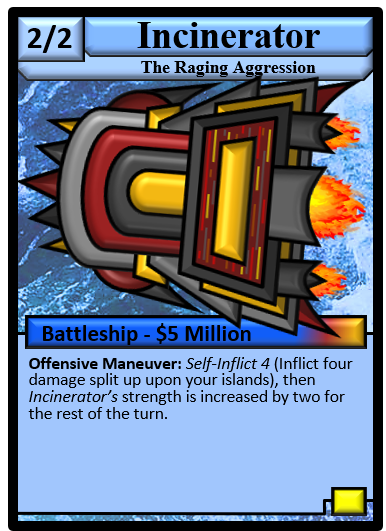 2/2
Incinerator
The Raging Aggression
Battleship - $5 Million
Offensive Maneuver: Self-Inflict 4 (Inflict four
damage split up upon your islands), then
Incinerator's strength is increased by two for
the rest of the turn.